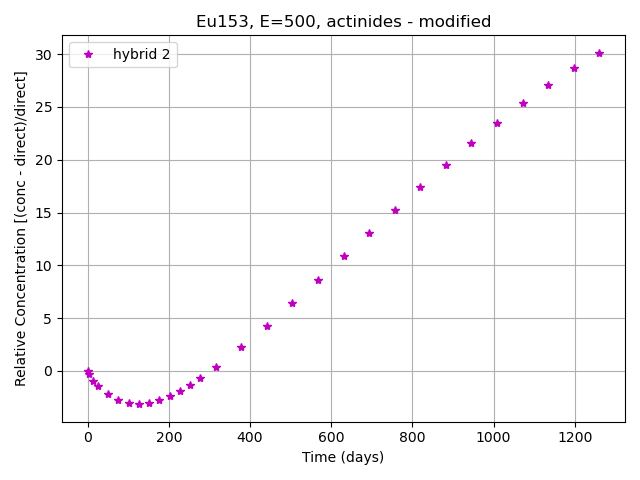 Eu153, E=500, actinides - modified
hybrid 2
Relative Concentration [(conc - direct)/direct]
30
25
20
15
10
5
0
0 200 400 600 800 1000 1200
Time (days)